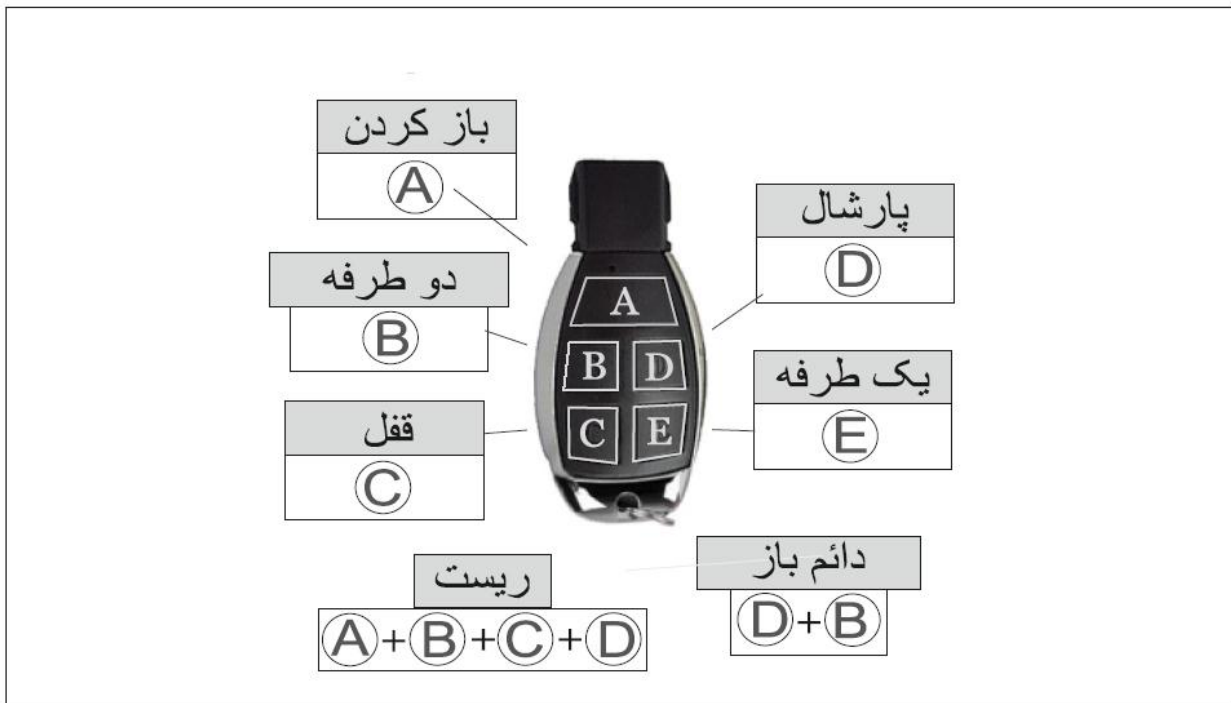 باز کردن
A
پارشال
D
دو طرفه
B
یک طرفه
E
قفل
C
A
B D
C E
ریست
A+B+C+D
دائم باز
D+B